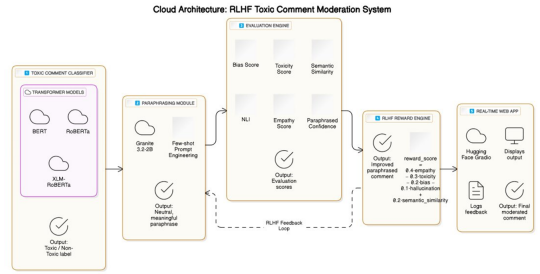 Cloud Architecture: RLHF Toxic Comment Moderation System
1 TOXIC COMMENT CLASSIFIER
TRANSFORMER MODELS
BERT
RoBERTa
XLM-
RoBERTa
Output:
Toxic / Non-
Toxic label
2 PARAPHRASING MODULE
Granite
3.2-2B
Few-shot
Prompt
Engineering
Output:
Neutral,
meaningful
paraphrase
3 EVALUATION ENGINE
Bias Score
Toxicity
Score
Semantic
Similarity
NLI
Empathy
Score
Paraphrased
Confidence
Output:
Evaluation
scores
RLHF Feedback
Loop
RLHF REWARD ENGINE
Output:
Improved
paraphrased
comment
reward_score
=
0.4·empathy
- 0.3·toxicity
- 0.2·bias -
0.1·hallucination
+
0.2·semantic_similarity
REAL-TIME WEB APP
Hugging
Face Gradio
Displays
output
Logs
feedback
Output: Final
moderated
comment